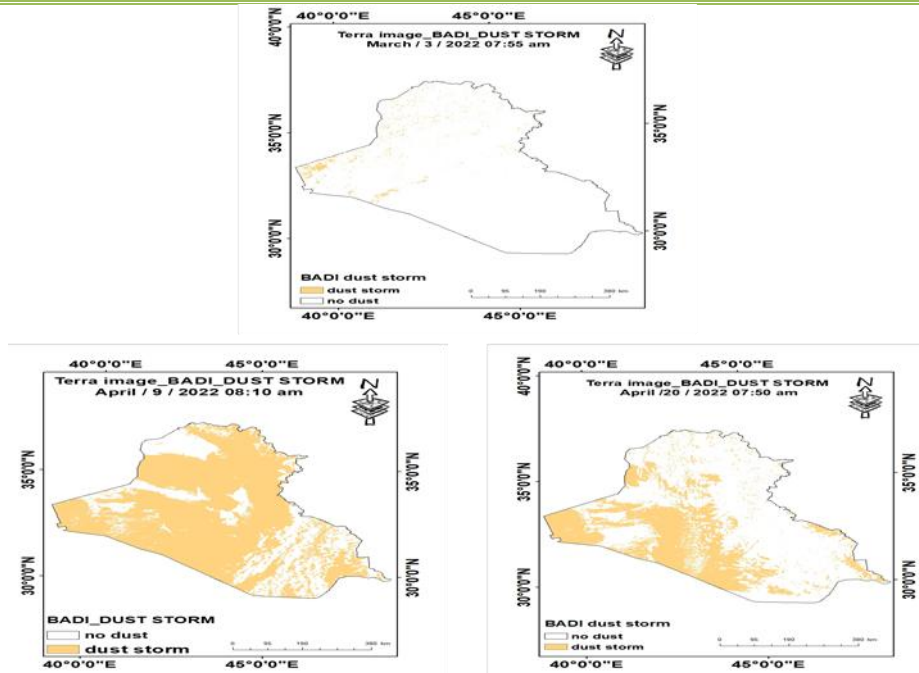 40°0'0"E 45°0'0"E
40°0'0"N
Terra image_BADI_DUST STORM
March / 3 / 2022 07:55 am
N
35°0'0"N 35°0'0"N
30°0'0"N 30°0'0"N
BADI dust storm
dust storm
no dust
0 95 190 380 km
40°0'0"E 45°0'0"E
40°0'0"E 45°0'0"E
Terra image_BADI_DUST STORM
April / 9 / 2022 08:10 am
N
35°0'0"N 35°0'0"N
30°0'0"N 30°0'0"N
BADI_DUST STORM
no dust
dust storm
0 95 190 380 km
40°0'0"E 45°0'0"E
40°0'0"E 45°0'0"E
40°0'0"N
Terra image_BADI_DUST STORM
April /20 / 2022 07:50 am
N
35°0'0"N 35°0'0"N
30°0'0"N 30°0'0"N
BADI dust storm
no dust
dust storm
0 95 190 380 km
40°0'0"E 45°0'0"E